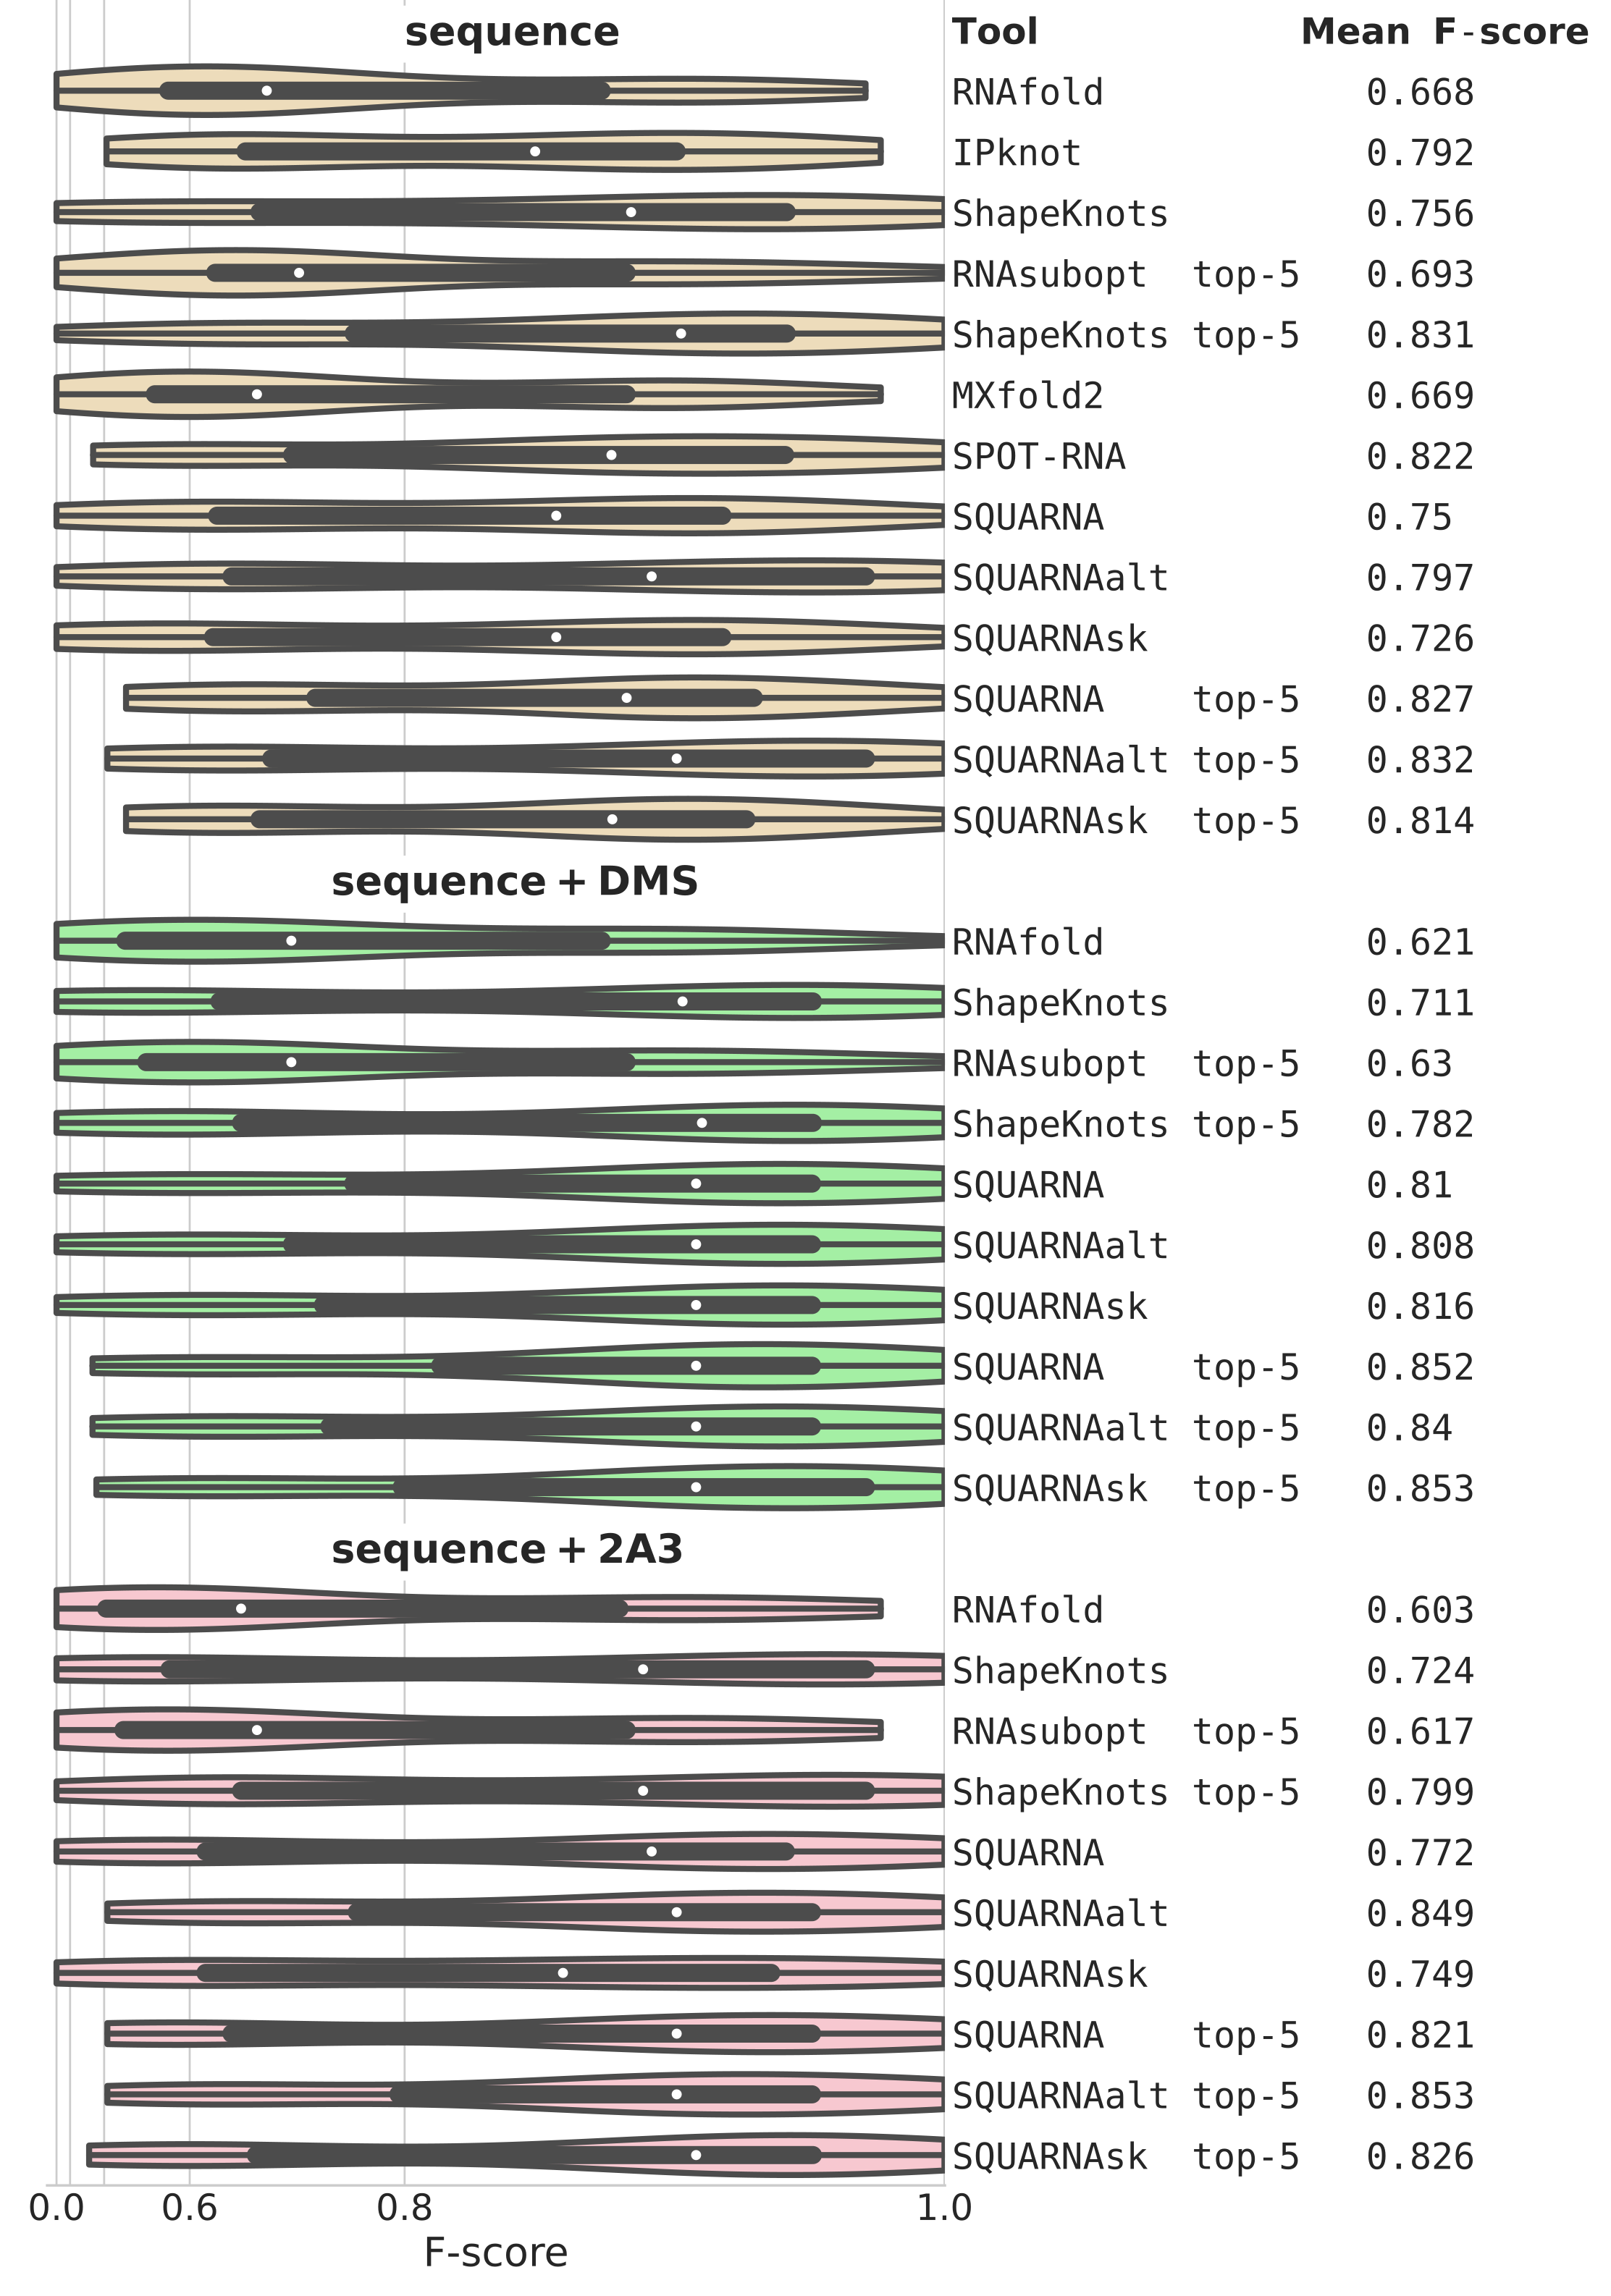 sequence Tool Mean F-score
RNAfold 0.668
IPknot 0.792
ShapeKnots 0.756
RNAsubopt top-5 0.693
ShapeKnots top-5 0.831
MXfold2 0.669
SPOT-RNA 0.822
SQUARNA 0.75
SQUARNAalt 0.797
SQUARNAsk 0.726
SQUARNA top-5 0.827
SQUARNAalt top-5 0.832
SQUARNAsk top-5 0.814
sequence + DMS
RNAfold 0.621
ShapeKnots 0.711
RNAsubopt top-5 0.63
ShapeKnots top-5 0.782
SQUARNA 0.81
SQUARNAalt 0.808
SQUARNAsk 0.816
SQUARNA top-5 0.852
SQUARNAalt top-5 0.84
SQUARNAsk top-5 0.853
sequence + 2A3
RNAfold 0.603
ShapeKnots 0.724
RNAsubopt top-5 0.617
ShapeKnots top-5 0.799
SQUARNA 0.772
SQUARNAalt 0.849
SQUARNAsk 0.749
SQUARNA top-5 0.821
SQUARNAalt top-5 0.853
SQUARNAsk top-5 0.826
0.0 0.6 0.8 1.0
F-score